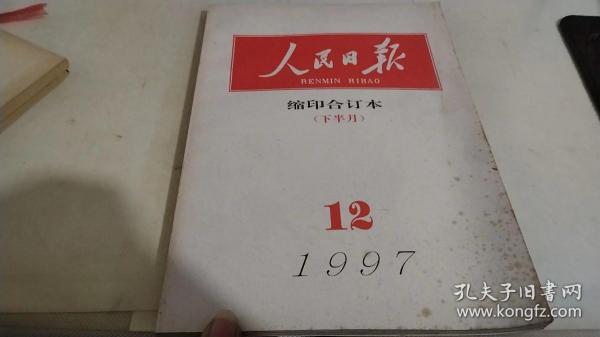 人民日报
RENMIN RIBAO
缩印合订本
(下半月)
12
1997
孔夫子旧书网
www.kongfz.com